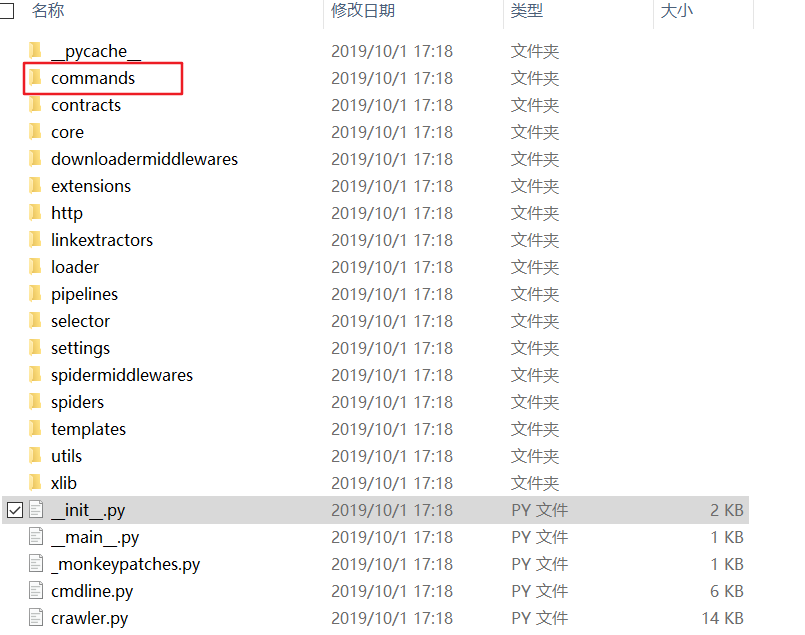 名称 修改日期 类型 大小
__pycache__ 2019/10/1 17:18 文件夹
commands 2019/10/1 17:18 文件夹
contracts 2019/10/1 17:18 文件夹
core 2019/10/1 17:18 文件夹
downloadermiddlewares 2019/10/1 17:18 文件夹
extensions 2019/10/1 17:18 文件夹
http 2019/10/1 17:18 文件夹
linkextractors 2019/10/1 17:18 文件夹
loader 2019/10/1 17:18 文件夹
pipelines 2019/10/1 17:18 文件夹
selector 2019/10/1 17:18 文件夹
settings 2019/10/1 17:18 文件夹
spidermiddlewares 2019/10/1 17:18 文件夹
spiders 2019/10/1 17:18 文件夹
templates 2019/10/1 17:18 文件夹
utils 2019/10/1 17:18 文件夹
xlib 2019/10/1 17:18 文件夹
__init__.py 2019/10/1 17:18 PY 文件 2 KB
__main__.py 2019/10/1 17:18 PY 文件 1 KB
_monkeypatches.py 2019/10/1 17:18 PY 文件 1 KB
cmdline.py 2019/10/1 17:18 PY 文件 6 KB
crawler.py 2019/10/1 17:18 PY 文件 14 KB